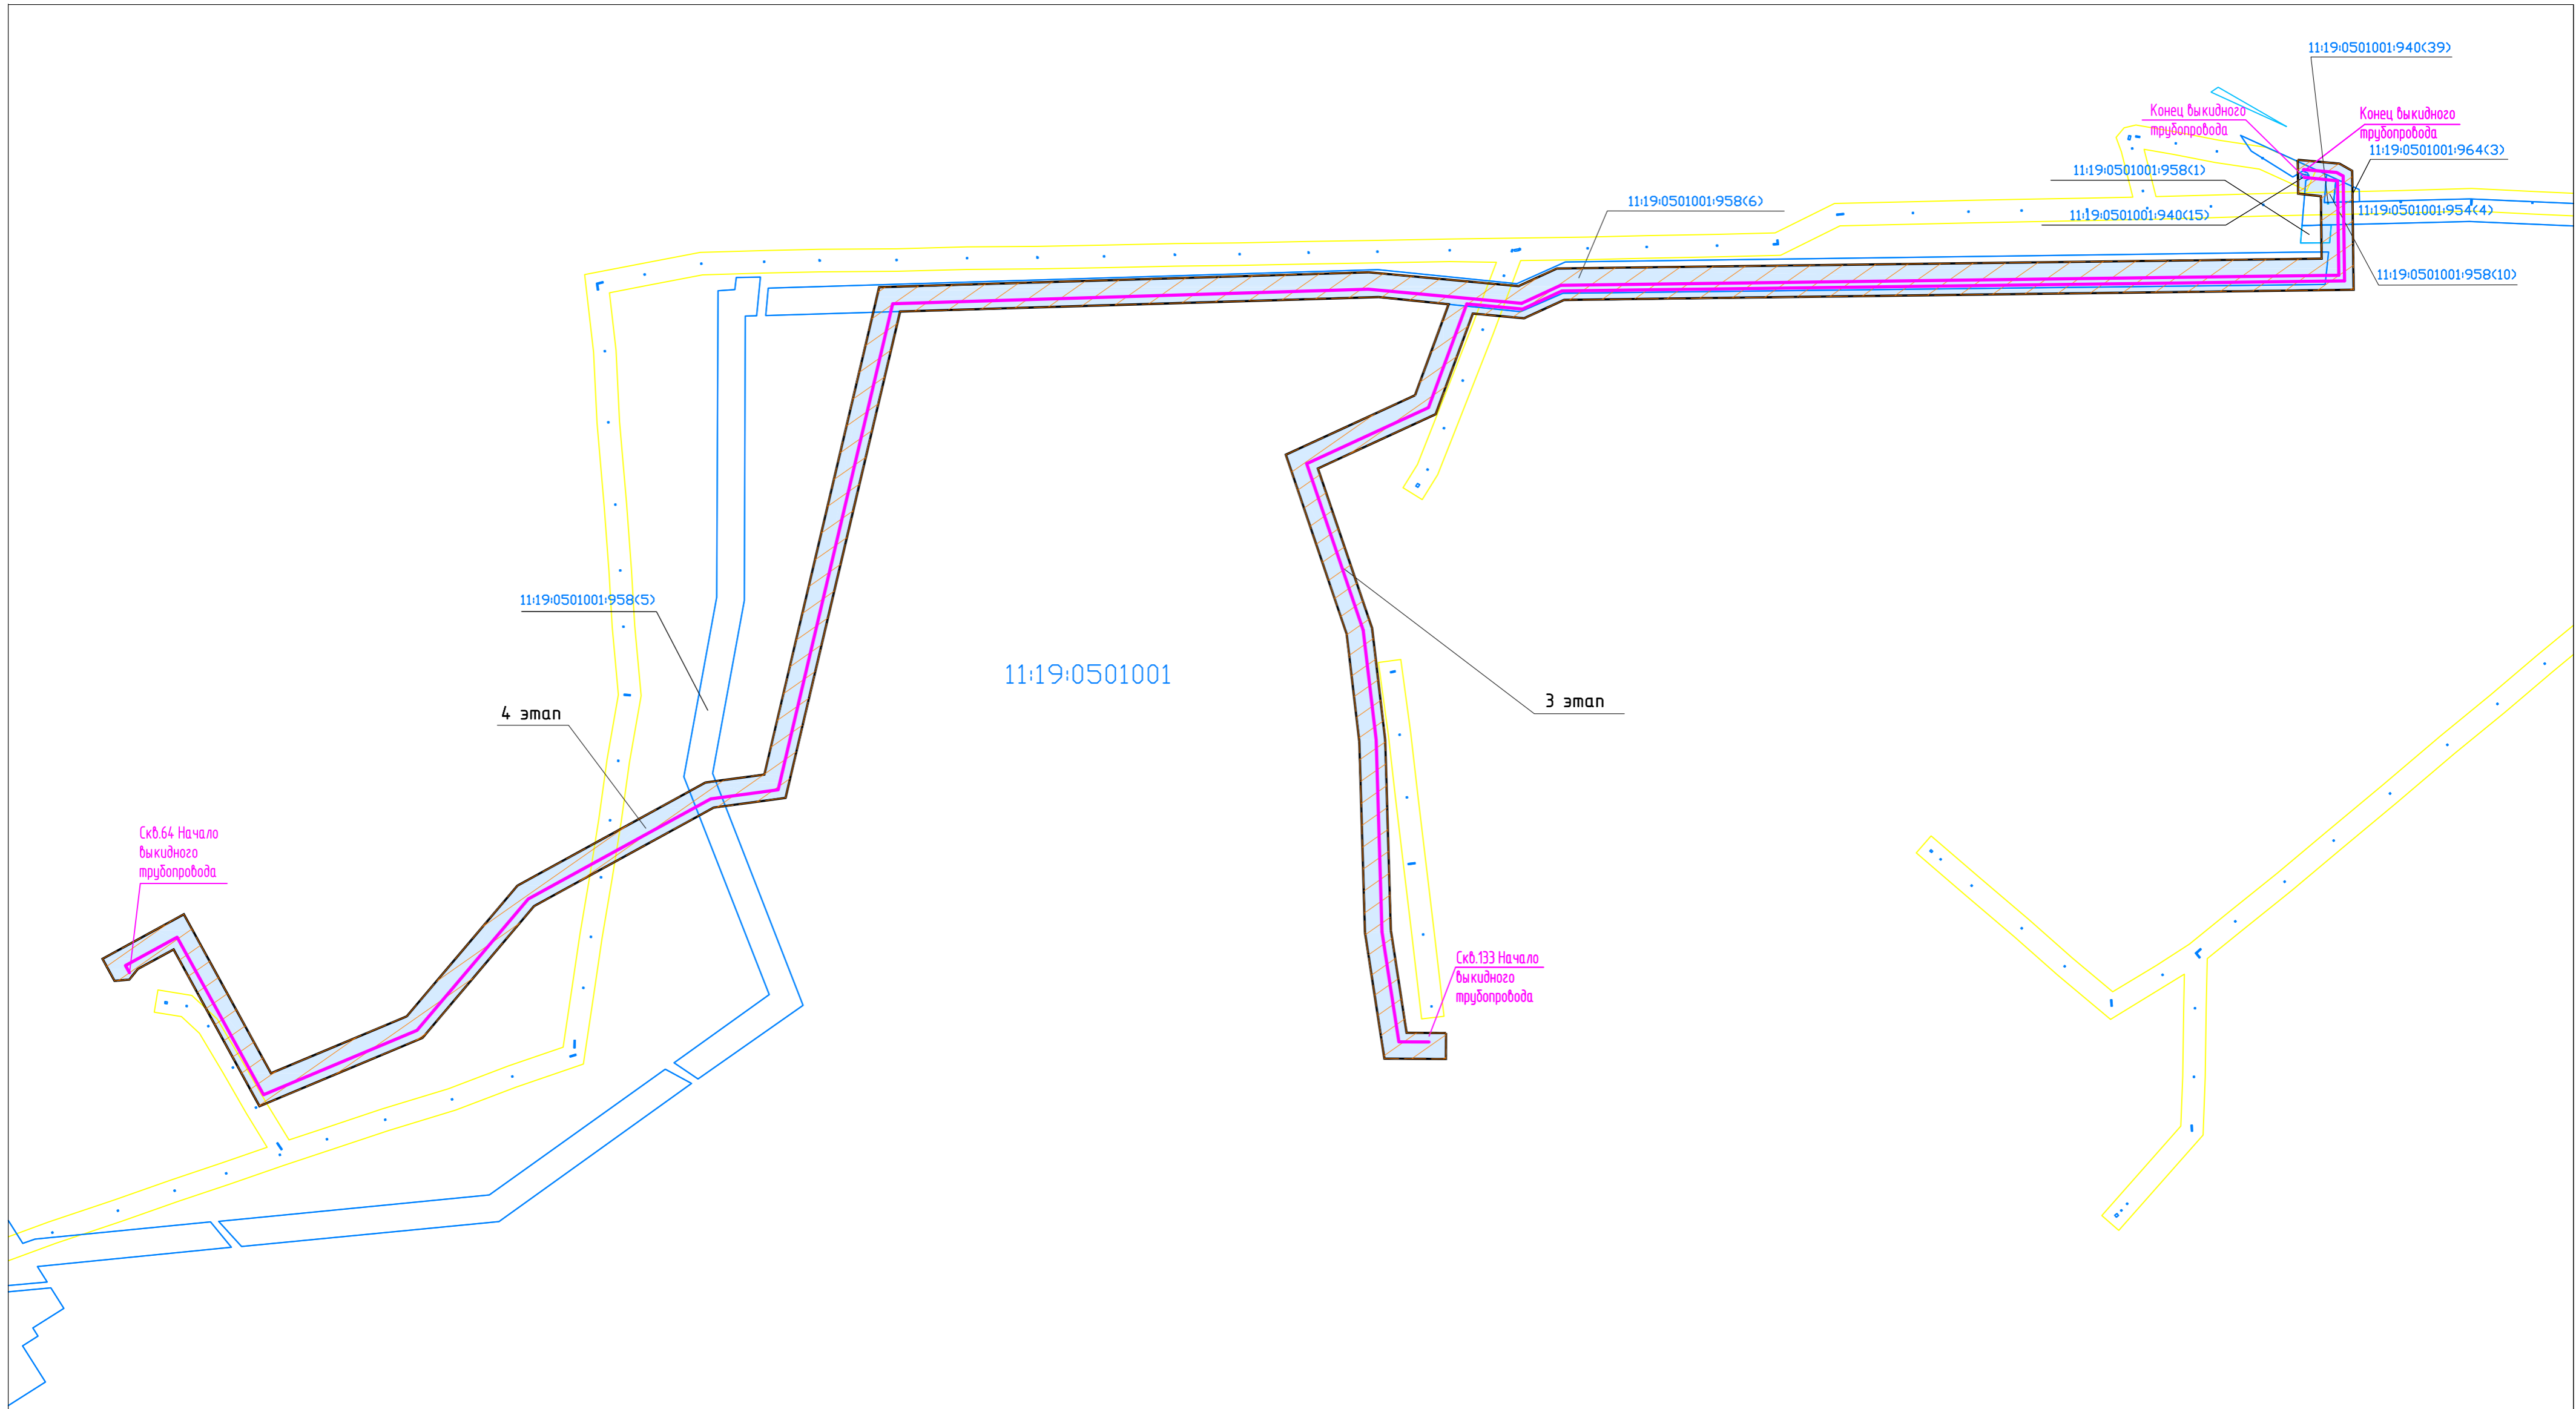 11:19:0501001:940(39)
Конец выкидного
трубопровода
Конец выкидного
трубопровода
11:19:0501001:964(3)
11:19:0501001:958(1)
11:19:0501001:958(6)
11:19:0501001:940(15)
11:19:0501001:954(4)
11:19:0501001:958(10)
11:19:0501001:958(5)
11:19:0501001
4 этап
3 этап
Скв.64 Начало
выкидного
трубопровода
Скв.133 Начало
выкидного
трубопровода